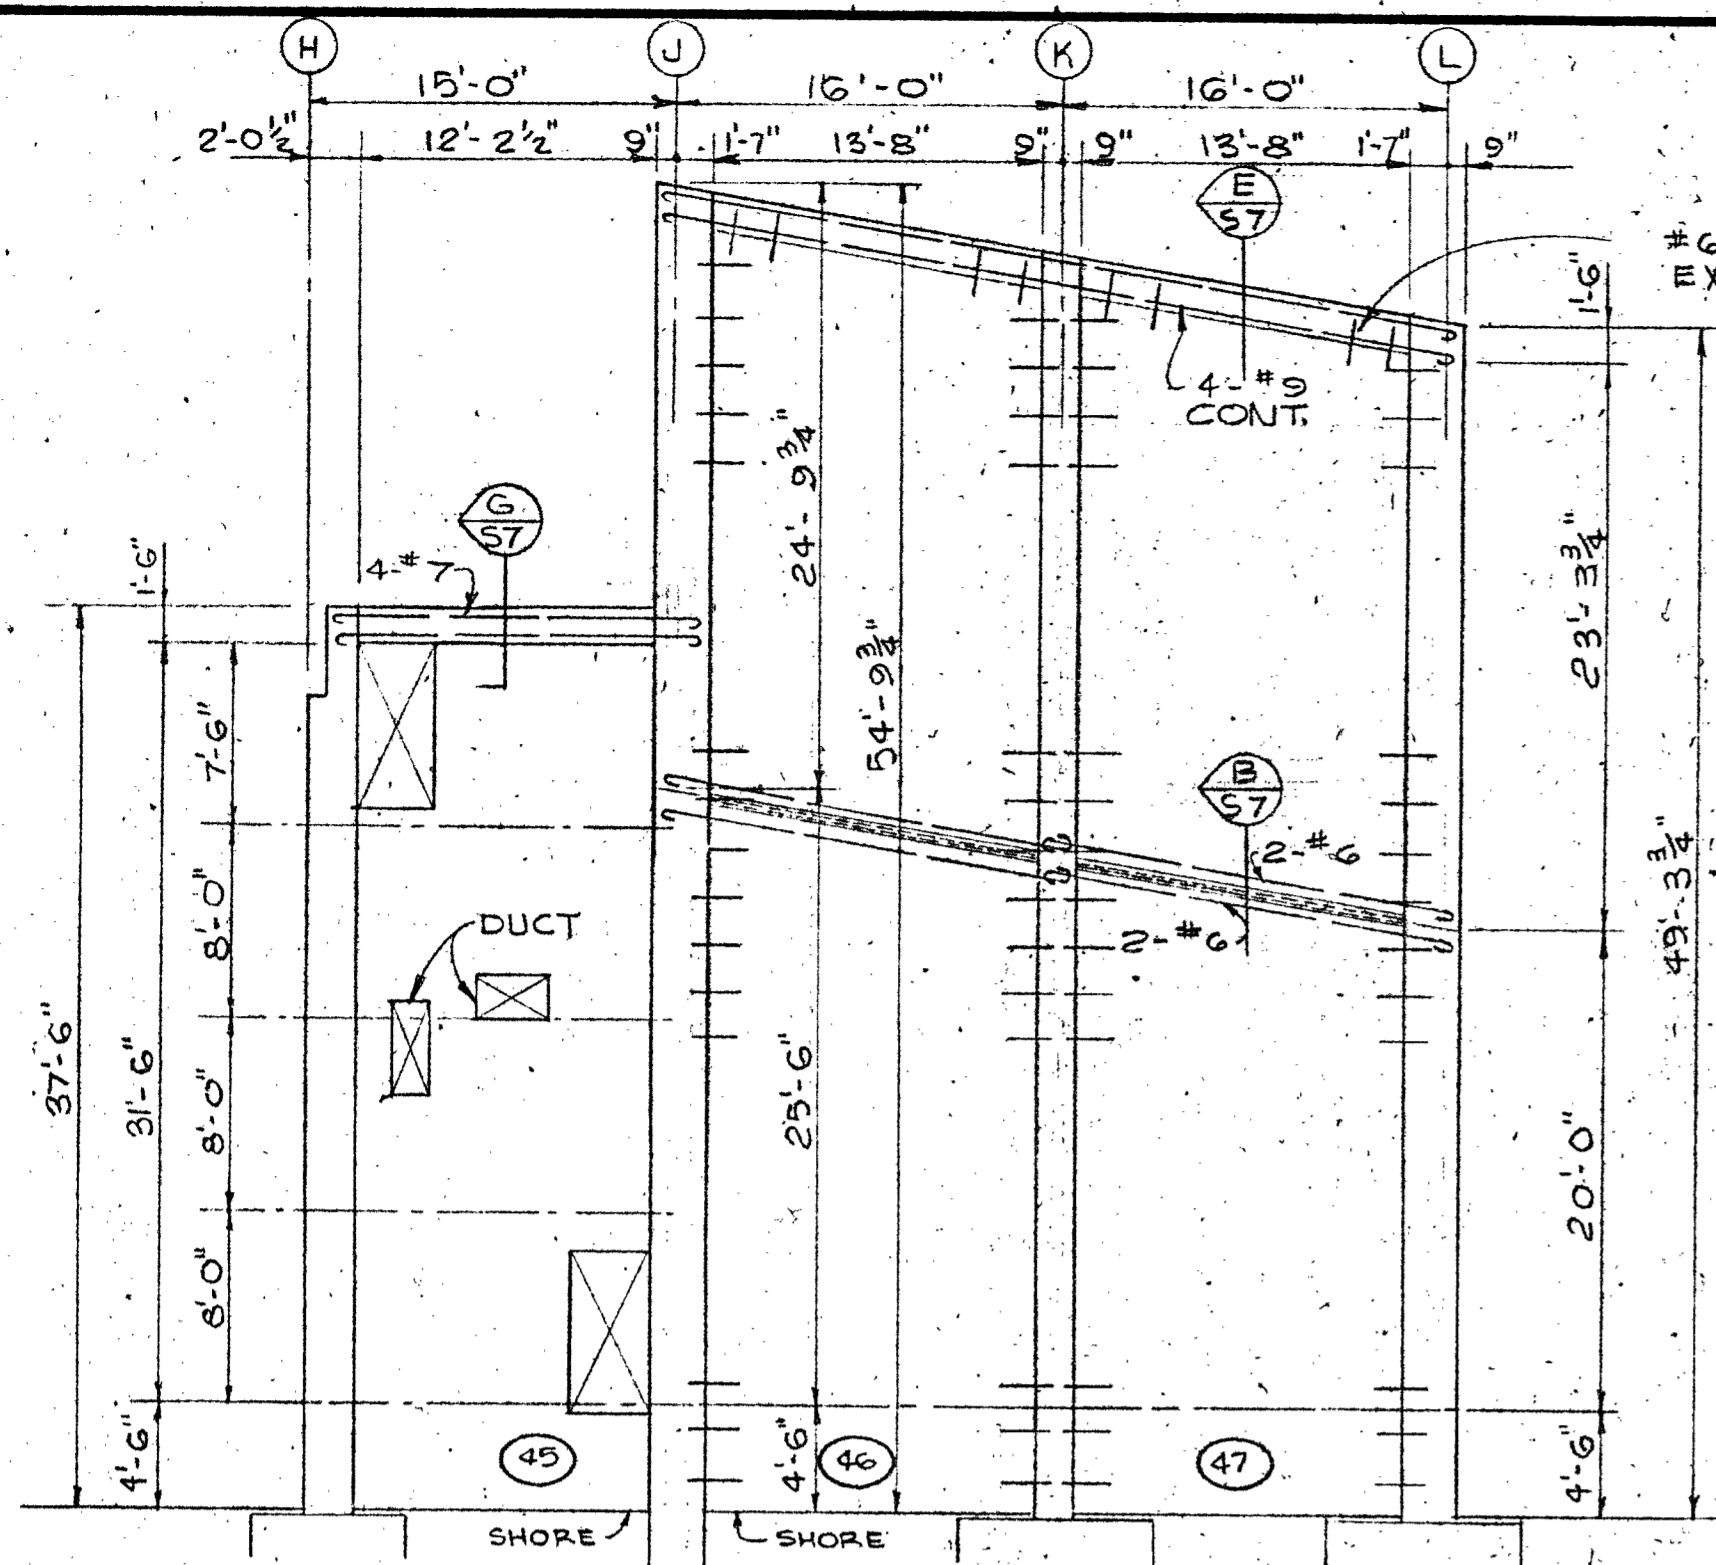 H J K L
15'-0" 16'-0" 16'-0"
2'-0½" 12'-2½" 9" 1'-7" 13'-8" 9" 9" 13'-8" 1'-7" 9"
E
S7
#6
EX
1'-6"
4-#9
CONT.
24'-9¾"
G
S7
4-#7
1'-6"
54'-9¾"
23'-3¾"
7'-6"
B
S7
2-#6
2-#6
49'-3¾"
8'-0"
DUCT
37'-6"
31'-6"
8'-0"
25'-6"
20'-0"
8'-0"
4'-6"
45
4'-6"
46
47
4'-6"
SHORE
SHORE